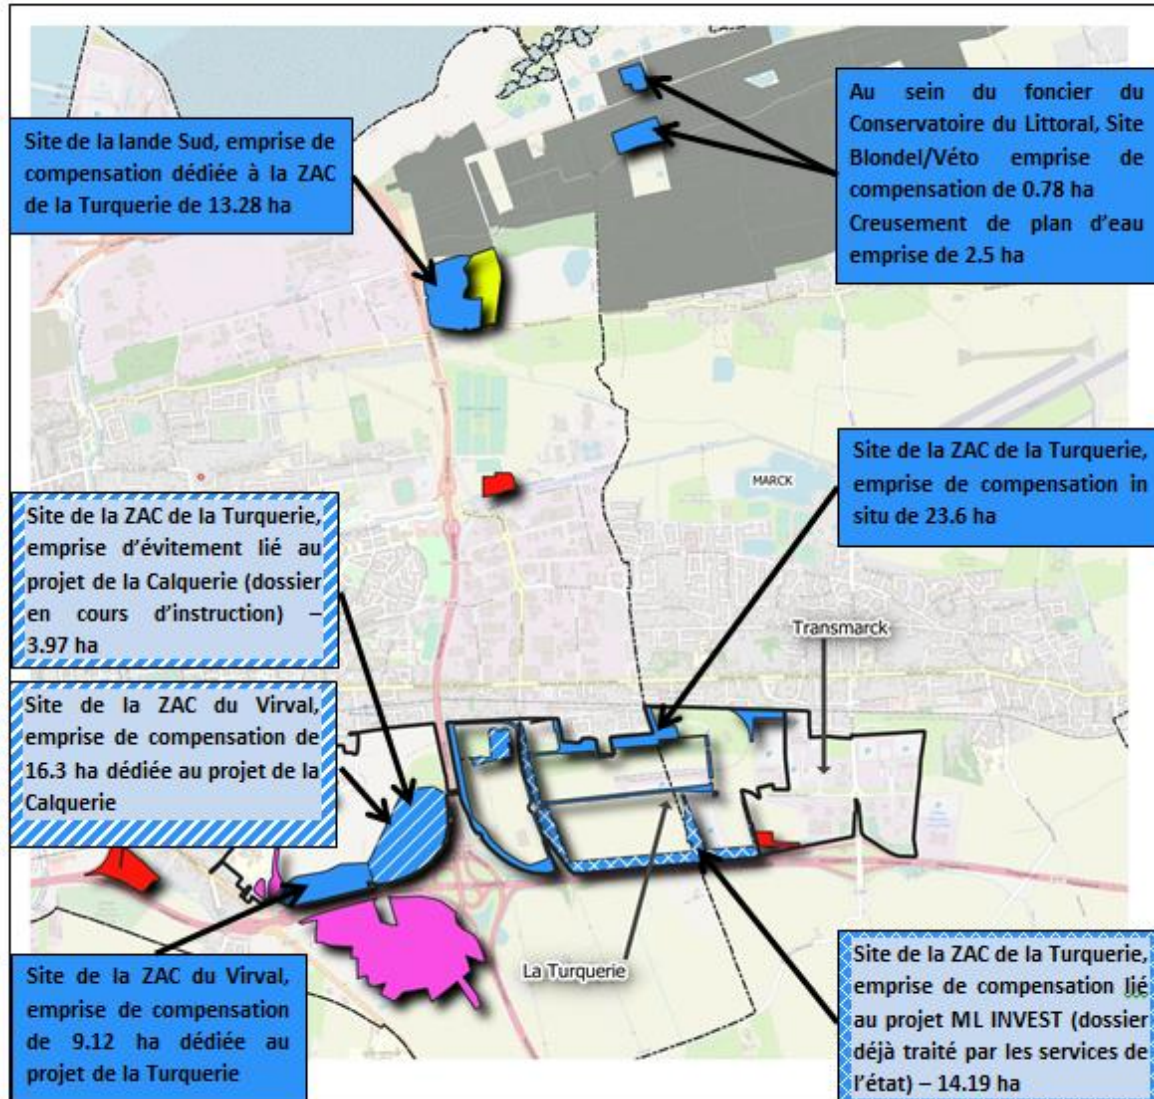 Site de la lande Sud, emprise de
compensation dédiée à la ZAC
de la Turquerie de 13.28 ha
Au sein du foncier du
Conservatoire du Littoral, Site
Blondel/Véto emprise de
compensation de 0.78 ha
Creusement de plan d'eau
emprise de 2.5 ha
Site de la ZAC de la Turquerie,
emprise de compensation in
situ de 23.6 ha
MARCK
Site de la ZAC de la Turquerie,
emprise d'évitement lié au
projet de la Calquerie (dossier
en cours d'instruction) –
3.97 ha
Transmarck
Site de la ZAC du Virval,
emprise de compensation de
16.3 ha dédiée au projet de la
Calquerie
La Turquerie
Site de la ZAC du Virval,
emprise de compensation
de 9.12 ha dédiée au
projet de la Turquerie
Site de la ZAC de la Turquerie,
emprise de compensation lié
au projet ML INVEST (dossier
déjà traité par les services de
l'état) – 14.19 ha